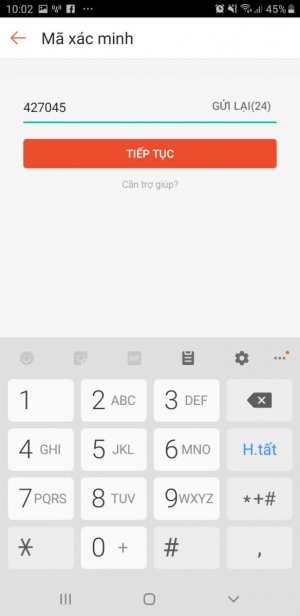 10:02 ... 45%
Mã xác minh
427045 GỬI LẠI(24)
TIẾP TỤC
Cần trợ giúp?
GIF
1 2 ABC 3 DEF
4 GHI 5 JKL 6 MNO H.tất
7 PQRS 8 TUV 9 WXYZ *+#
* 0 + # ,